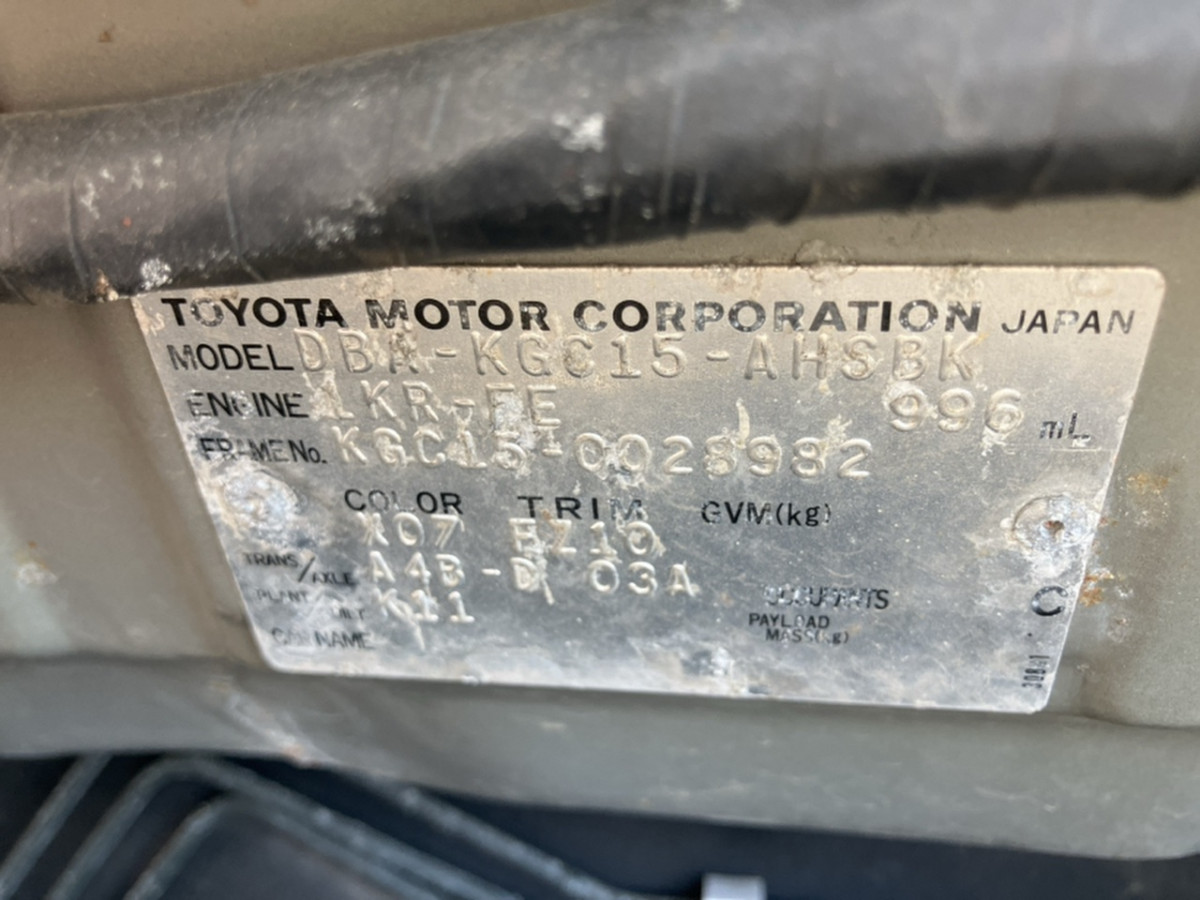 TOYOTA MOTOR CORPORATION JAPAN
MODEL DBA-KGC15-AHSBK
ENGINE 1KR-FE 996 mL
FRAME No. KGC15-0028982
COLOR TRIM GVM(kg)
X07 FZ10
TRANS/AXLE A4B-D 03A
PLANT K11 OCCUPANTS
PAYLOAD
CAR NAME MASS(kg)
C